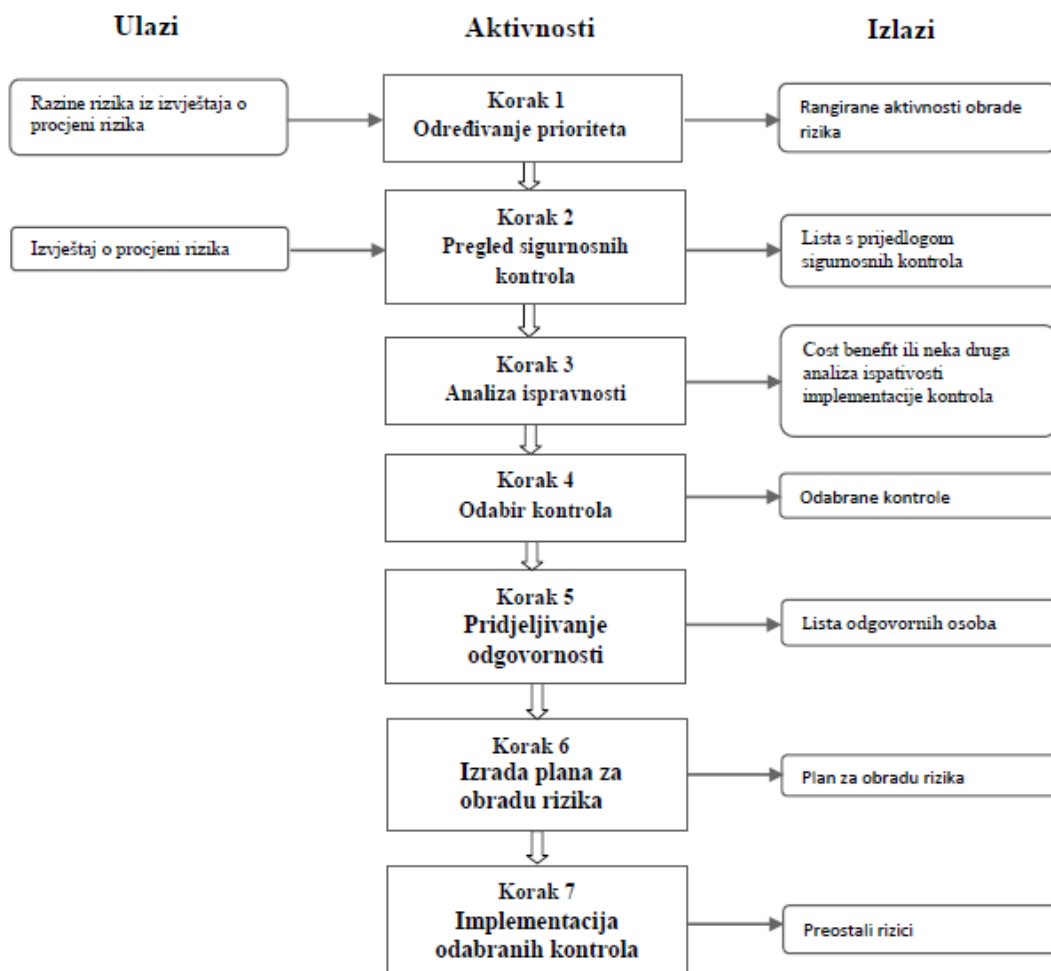 Ulazi
Aktivnosti
Izlazi
Razine rizika iz izvještaja o
procjeni rizika
Korak 1
Određivanje prioriteta
Rangirane aktivnosti obrade
rizika
Izvještaj o procjeni rizika
Korak 2
Pregled sigurnosnih
kontrola
Lista s prijedlogom
sigurnosnih kontrola
Korak 3
Analiza ispravnosti
Cost benefit ili neka druga
analiza ispativosti
implementacije kontrola
Korak 4
Odabir kontrola
Odabrane kontrole
Korak 5
Pridjeljivanje
odgovornosti
Lista odgovornih osoba
Korak 6
Izrada plana za
obradu rizika
Plan za obradu rizika
Korak 7
Implementacija
odabranih kontrola
Preostali rizici